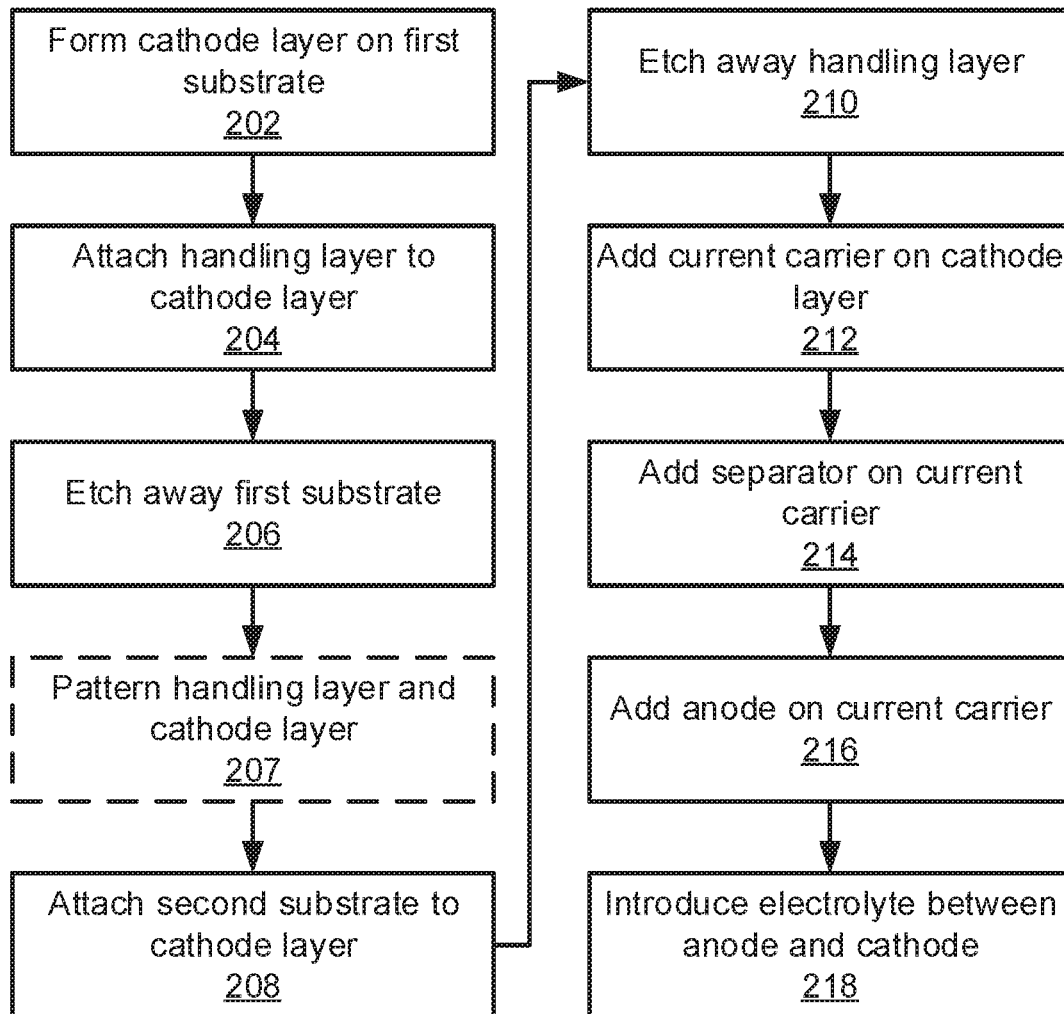 Form cathode layer on first
substrate
202
Attach handling layer to
cathode layer
204
Etch away first substrate
206
Pattern handling layer and
cathode layer
207
Attach second substrate to
cathode layer
208
Etch away handling layer
210
Add current carrier on cathode
layer
212
Add separator on current
carrier
214
Add anode on current carrier
216
Introduce electrolyte between
anode and cathode
218